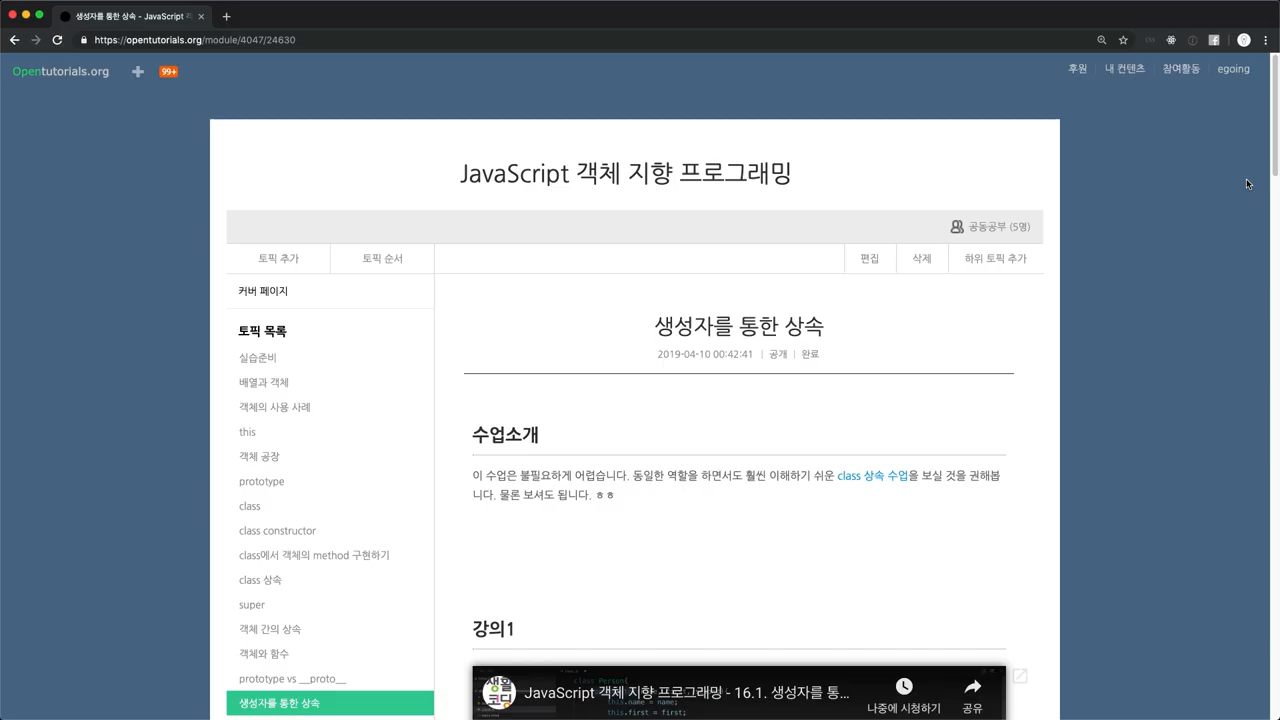 생성자를 통한 상속 - JavaScript 객
https://opentutorials.org/module/4047/24630
Opentutorials.org
99+
후원
내 컨텐츠
참여활동
egoing
JavaScript 객체 지향 프로그래밍
공동공부 (5명)
토픽 추가
토픽 순서
편집
삭제
하위 토픽 추가
커버 페이지
토픽 목록
실습준비
배열과 객체
객체의 사용 사례
this
객체 공장
prototype
class
class constructor
class에서 객체의 method 구현하기
class 상속
super
객체 간의 상속
객체와 함수
prototype vs __proto__
생성자를 통한 상속
생성자를 통한 상속
2019-04-10 00:42:41 | 공개 | 완료
수업소개
이 수업은 불필요하게 어렵습니다. 동일한 역할을 하면서도 훨씬 이해하기 쉬운 class 상속 수업을 보실 것을 권해봅
니다. 물론 보셔도 됩니다. ㅎㅎ
강의1
생활
코딩
JavaScript 객체 지향 프로그래밍 - 16.1. 생성자를 통...
나중에 시청하기
공유
class Person{
this.name = name;
this.first = first;